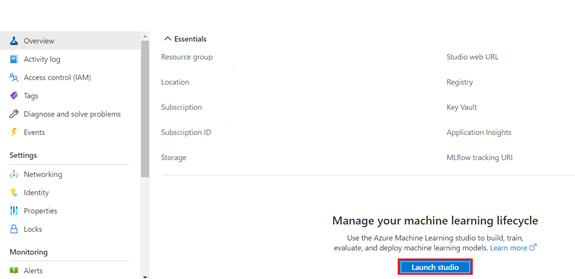 Overview
Activity log
Access control (IAM)
Tags
Diagnose and solve problems
Events
Settings
Networking
Identity
Properties
Locks
Monitoring
Alerts
Essentials
Resource group
Studio web URL
Location
Registry
Subscription
Key Vault
Subscription ID
Application Insights
Storage
MLflow tracking URI
Manage your machine learning lifecycle
Use the Azure Machine Learning studio to build, train,
evaluate, and deploy machine learning models. Learn more
Launch studio